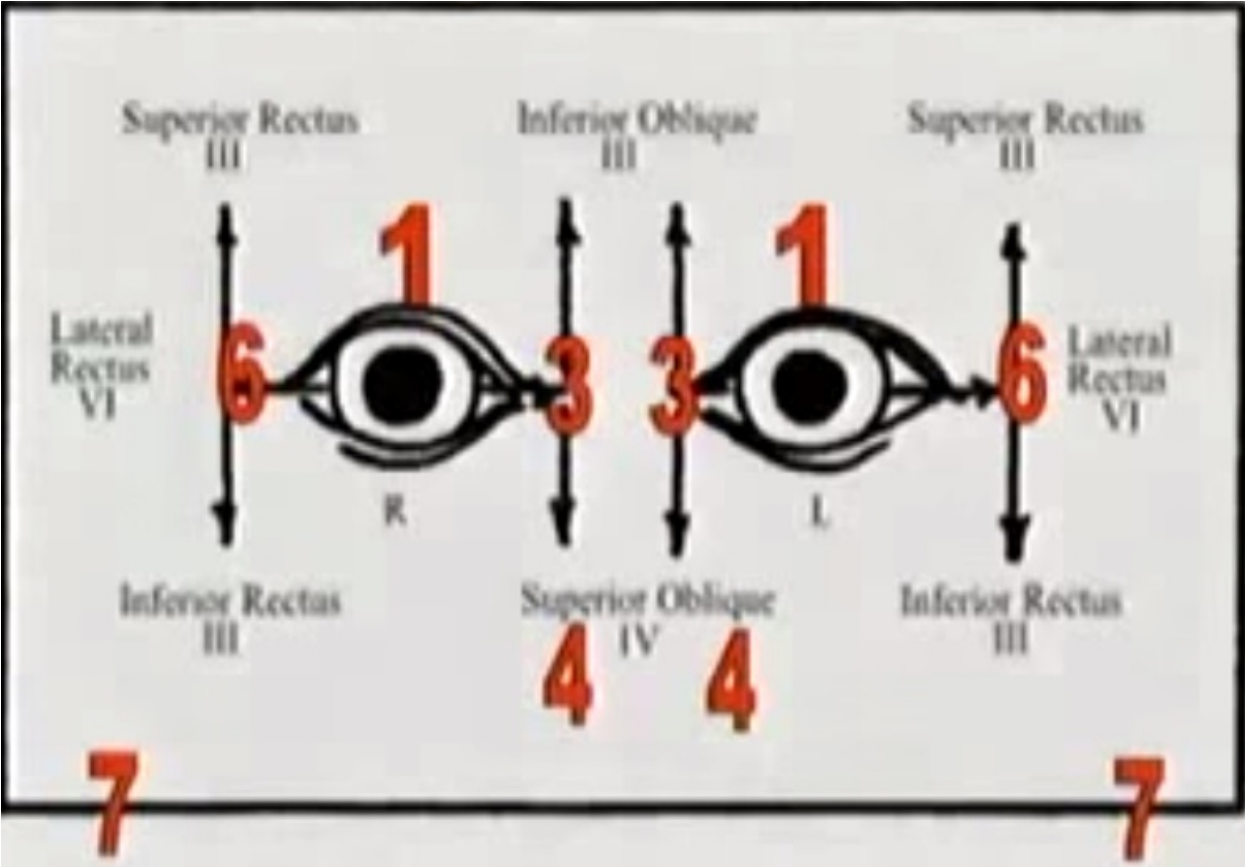 Superior Rectus
III
Inferior Oblique
III
Superior Rectus
III
1
1
Lateral
Rectus
VI
6
3
3
6
Lateral
Rectus
VI
R
L
Inferior Rectus
III
Superior Oblique
IV
Inferior Rectus
III
4
4
7
7